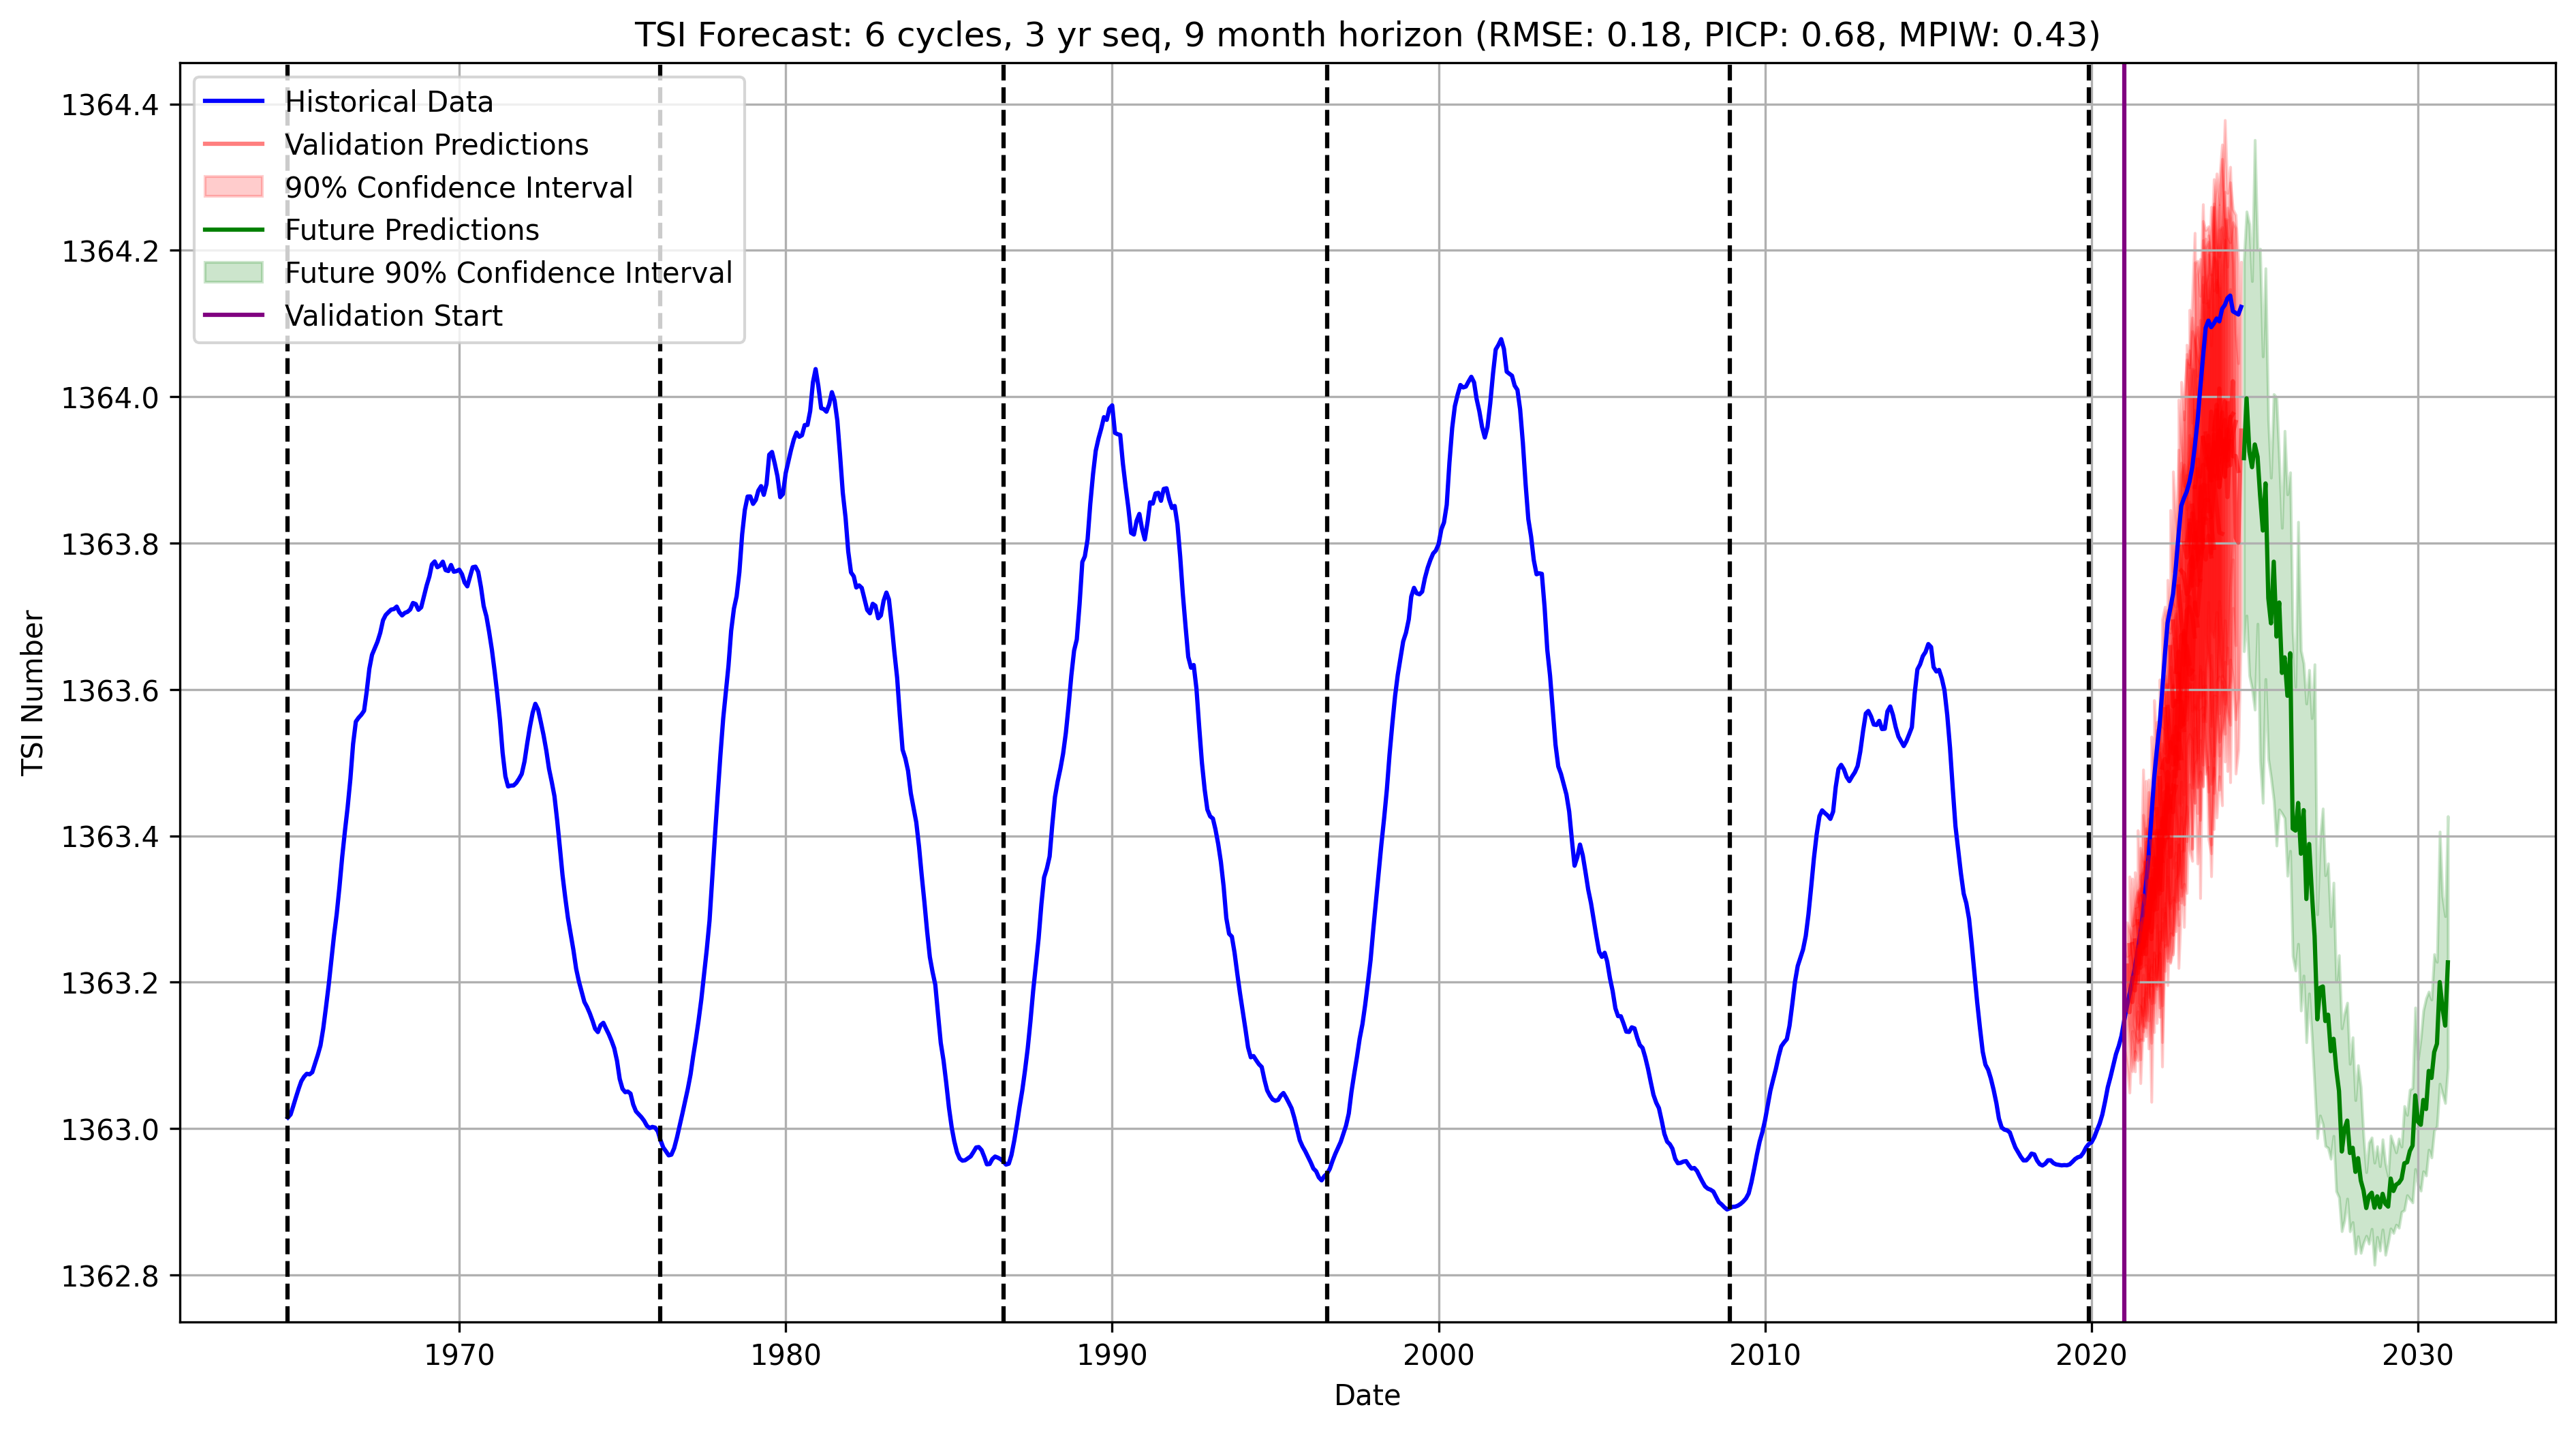 TSI Forecast: 6 cycles, 3 yr seq, 9 month horizon (RMSE: 0.18, PICP: 0.68, MPIW: 0.43)
Historical Data
Validation Predictions
90% Confidence Interval
Future Predictions
Future 90% Confidence Interval
Validation Start
TSI Number
1364.4
1364.2
1364.0
1363.8
1363.6
1363.4
1363.2
1363.0
1362.8
1970
1980
1990
2000
2010
2020
2030
Date